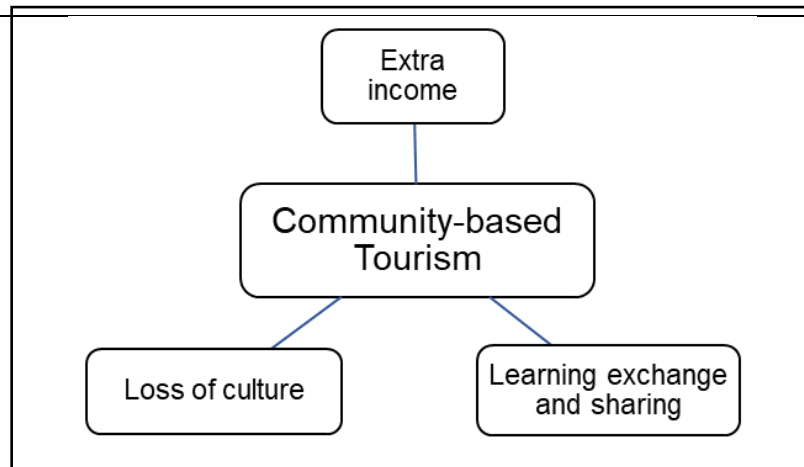 Extra
income
Community-based
Tourism
Loss of culture
Learning exchange
and sharing